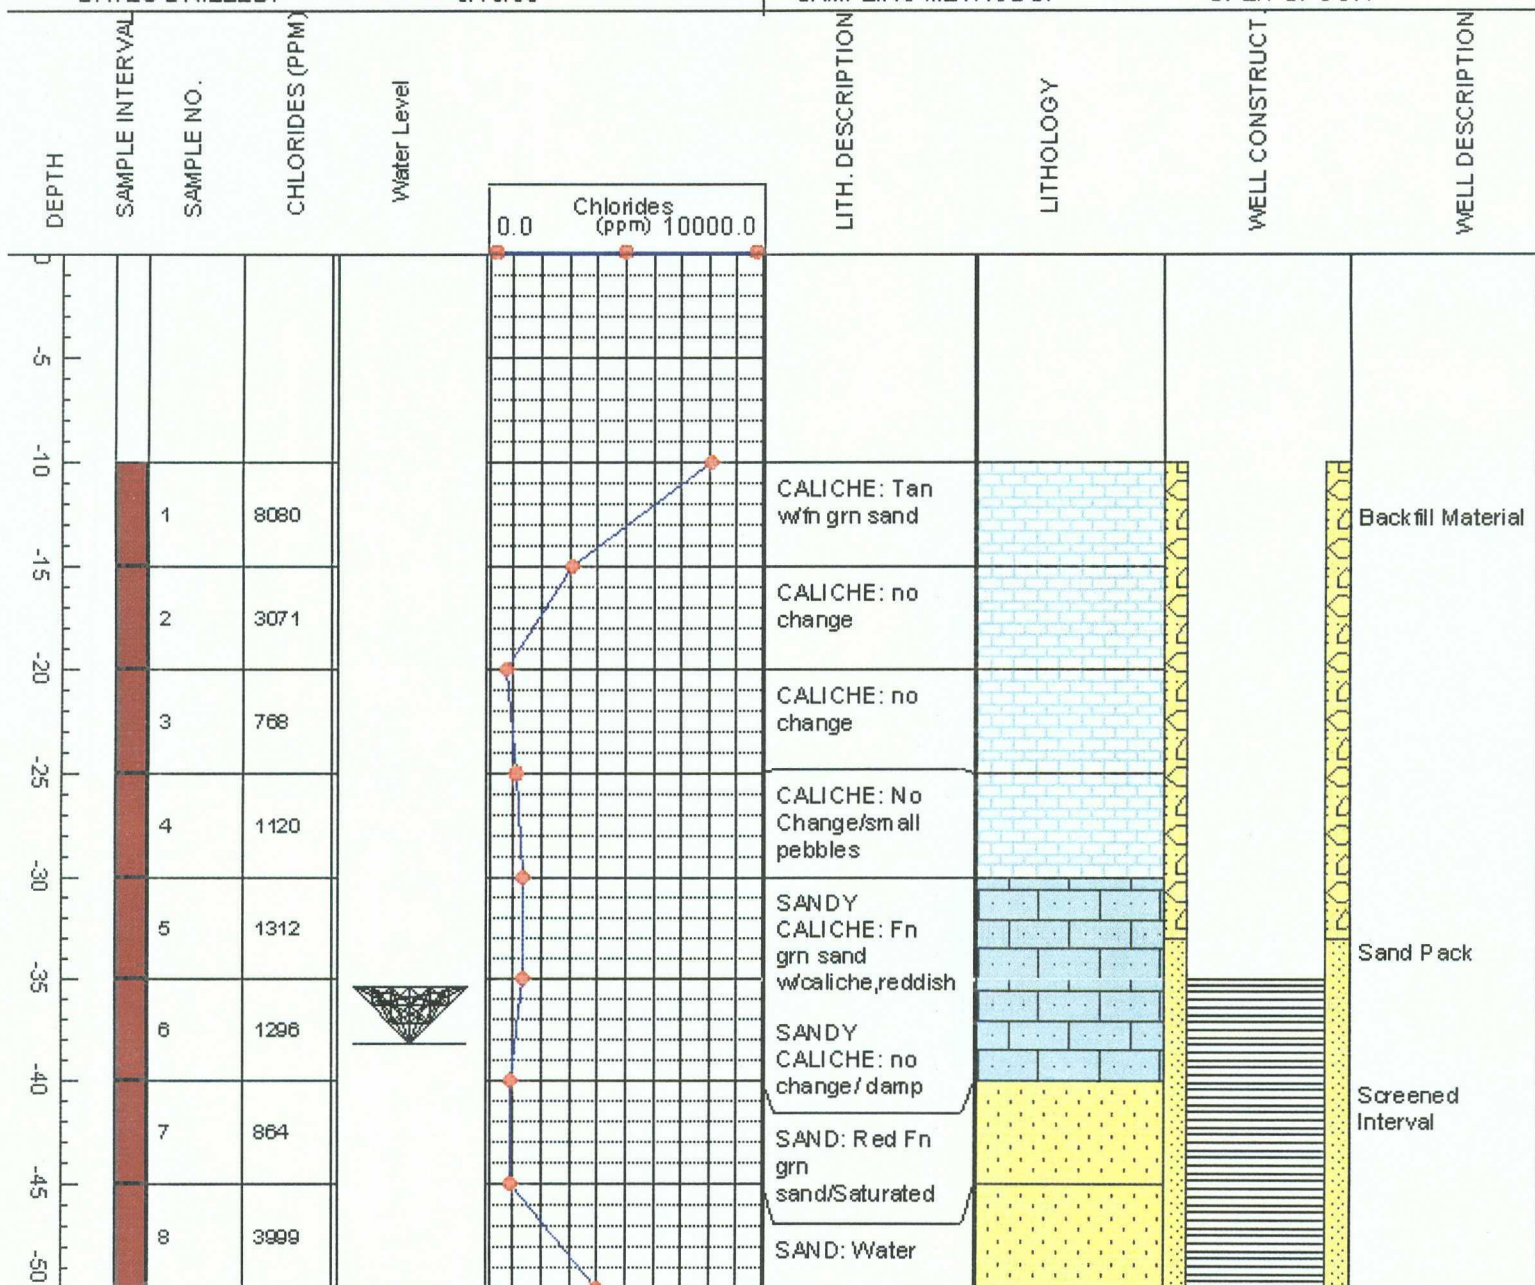 DEPTH
SAMPLE INTERVAL
SAMPLE NO.
CHLORIDES (PPM)
Water Level
Chlorides
0.0 (ppm) 10000.0
LITH. DESCRIPTION
LITHOLOGY
WELL CONSTRUCT.
WELL DESCRIPTION
0
-5
-10
1 8080
CALICHE: Tan
w/fn grn sand
Backfill Material
-15
2 3071
CALICHE: no
change
-20
3 768
CALICHE: no
change
-25
4 1120
CALICHE: No
Change/small
pebbles
-30
5 1312
SANDY
CALICHE: Fn
grn sand
w/caliche,reddish
Sand Pack
-35
6 1296
SANDY
CALICHE: no
change/ damp
-40
7 864
SAND: Red Fn
grn
sand/Saturated
Screened
Interval
-45
8 3999
SAND: Water
-50